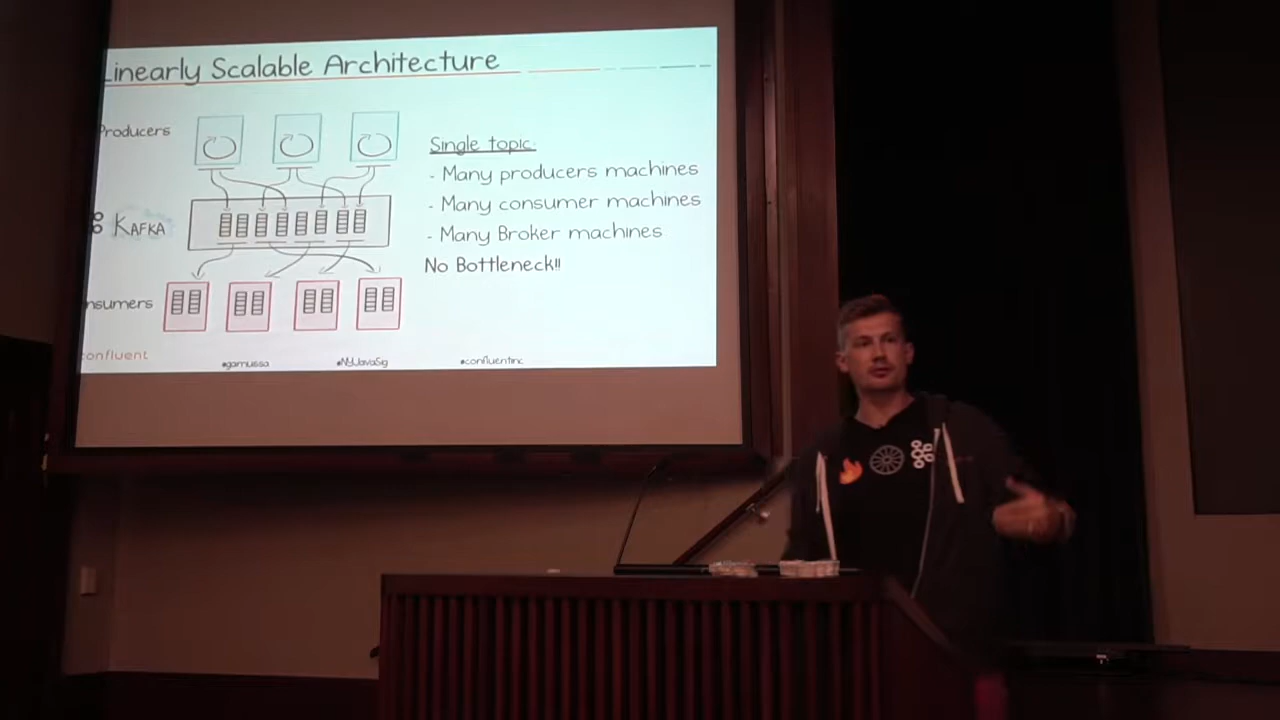 Linearly Scalable Architecture
Producers
KAFKA
nsumers
Single topic:
- Many producers machines
- Many consumer machines
- Many Broker machines
No Bottleneck!!
confluent
@gamussa
@NYJavaSig
@confluentinc